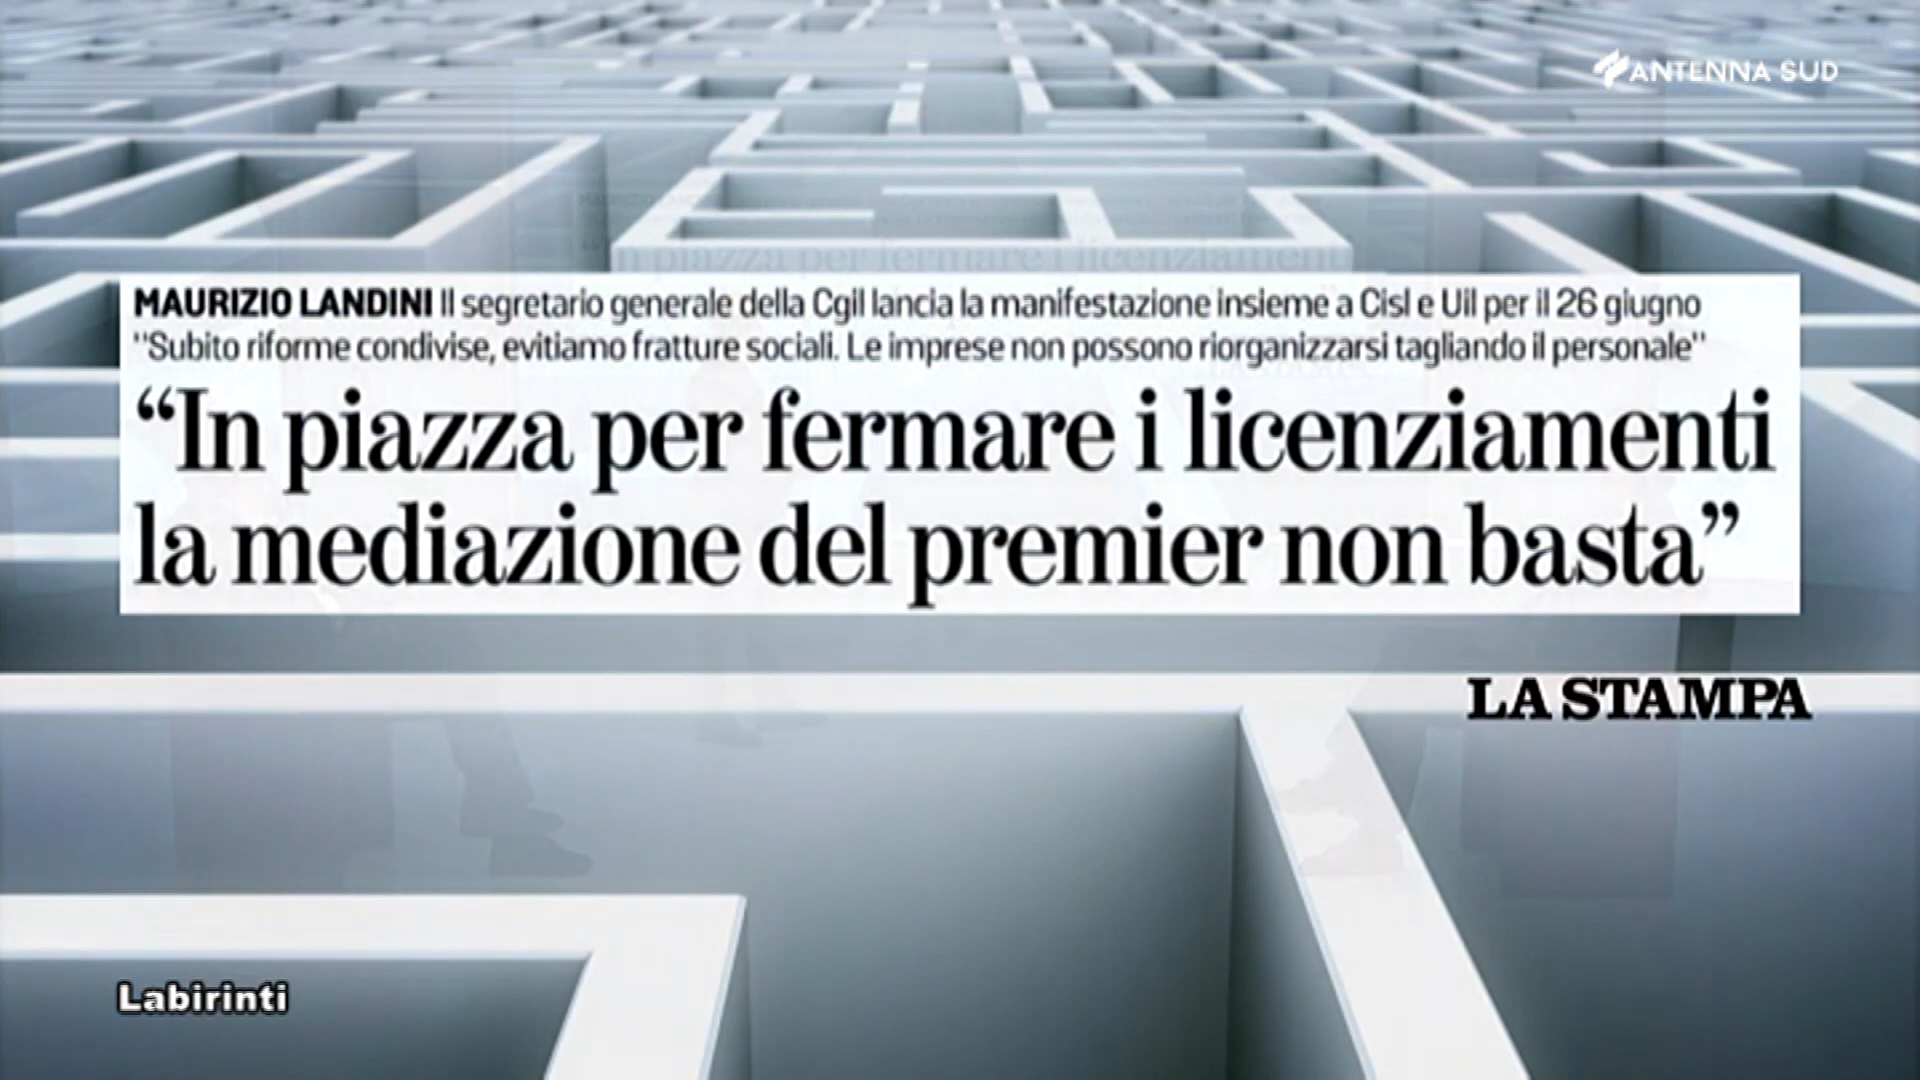 ANTENNA SUD
MAURIZIO LANDINI Il segretario generale della Cgil lancia la manifestazione insieme a Cisl e Uil per il 26 giugno
"Subito riforme condivise, evitiamo fratture sociali. Le imprese non possono riorganizzarsi tagliando il personale"
“In piazza per fermare i licenziamenti
la mediazione del premier non basta”
LA STAMPA
Labirinti